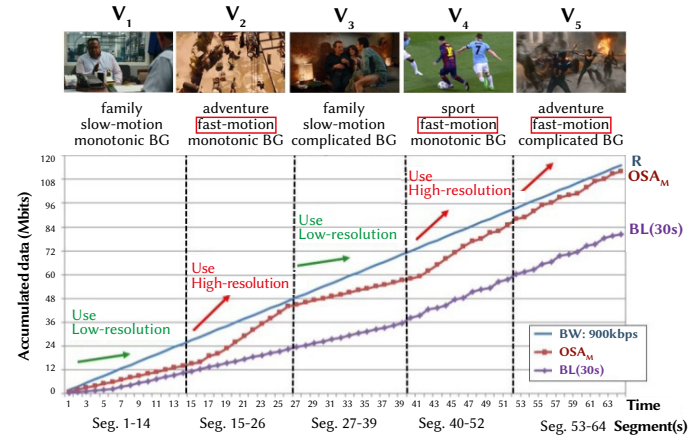 V1 V2 V3 V4 V5
family adventure family sport adventure
slow-motion fast-motion slow-motion fast-motion fast-motion
monotonic BG monotonic BG complicated BG monotonic BG complicated BG
120
108
96
84
72
60
48
36
24
12
0
Accumulated data (Mbits)
Use
Low-resolution
Use
High-resolution
Use
Low-resolution
Use
High-resolution
R
OSAM
BL(30s)
BW: 900kbps
OSAM
BL(30s)
1 3 5 7 9 11 13 15 17 19 21 23 25 27 29 31 33 35 37 39 41 43 45 47 49 51 53 55 57 59 61 63 Time
Seg. 1-14 Seg. 15-26 Seg. 27-39 Seg. 40-52 Seg. 53-64 Segment(s)